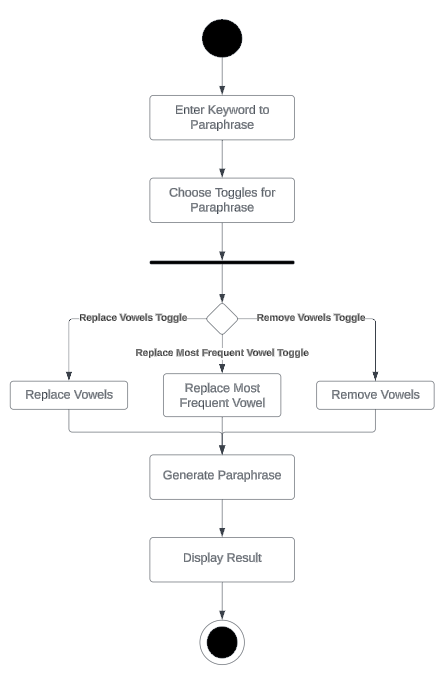 Enter Keyword to
Paraphrase
Choose Toggles for
Paraphrase
Replace Vowels Toggle
Remove Vowels Toggle
Replace Most Frequent Vowel Toggle
Replace Vowels
Replace Most
Frequent Vowel
Remove Vowels
Generate Paraphrase
Display Result